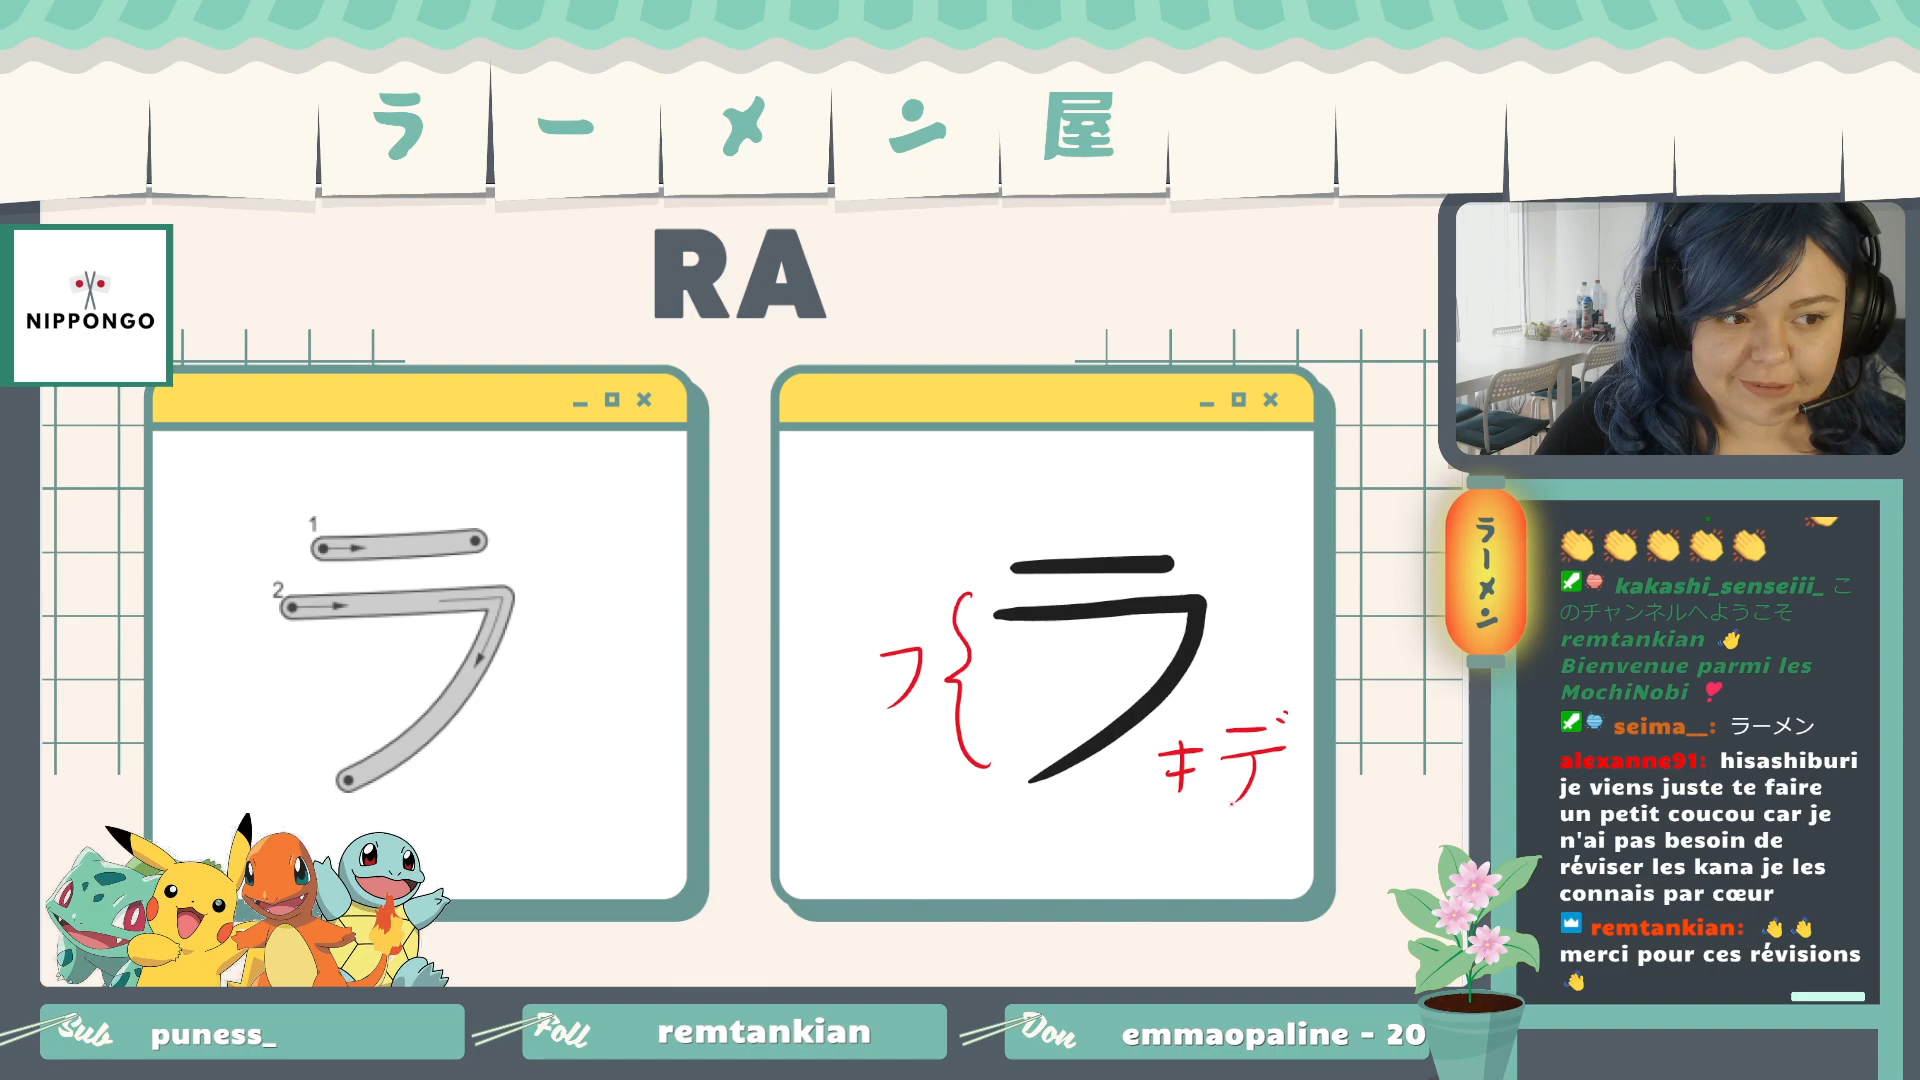 ラーメン屋
NIPPONGO
RA
1
2
フ
ラ
キデ
ラーメン
👏👏👏👏👏
kakashi_senseiii_ こ
のチャンネルへようこそ
remtankian 👋
Bienvenue parmi les
MochiNobi ❣
seima__: ラーメン
alexanne91: hisashiburi
je viens juste te faire
un petit coucou car je
n'ai pas besoin de
réviser les kana je les
connais par cœur
remtankian: 👋👋
merci pour ces révisions
👋
Sub puness_
Foll remtankian
Don emmaopaline - 20